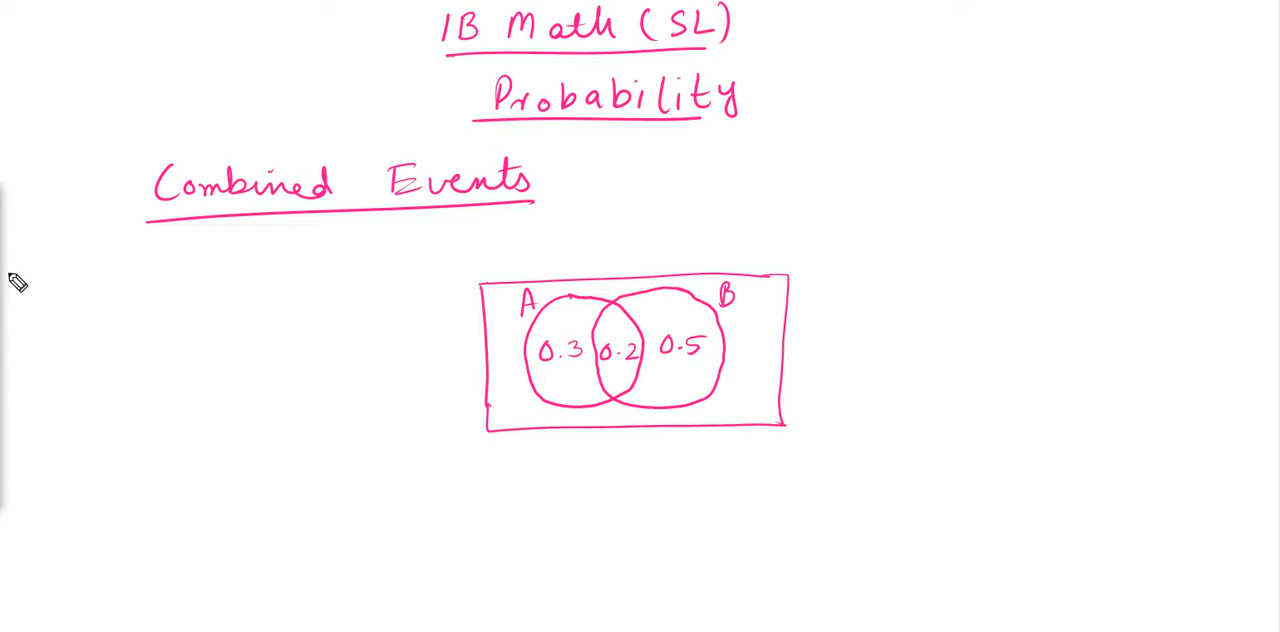 IB Math (SL)
Probability
Combined Events
A B
0.3 0.2 0.5